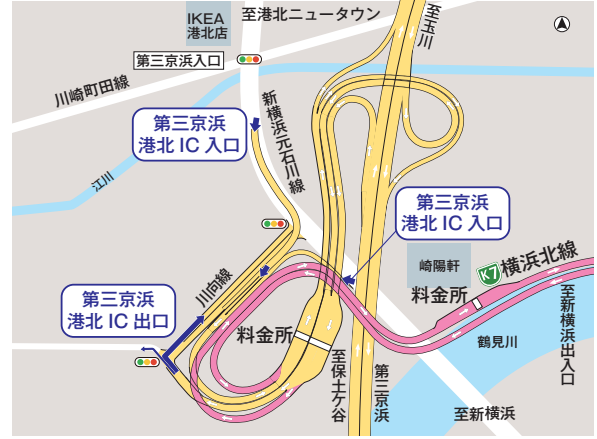 IKEA
港北店
至港北ニュータウン
至玉川
第三京浜入口
川崎町田線
第三京浜
港北 IC 入口
新横浜元石川線
江川
第三京浜
港北 IC 入口
崎陽軒
K7
横浜北線
川向線
料金所
第三京浜
港北 IC 出口
料金所
至保土ケ谷
第三京浜
鶴見川
至新横浜出入口
至新横浜